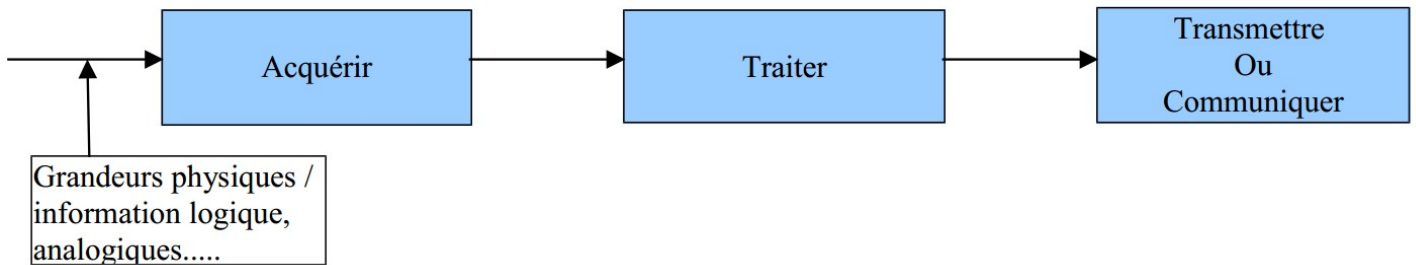 Acquérir
Traiter
Transmettre
Ou
Communiquer
Grandeurs physiques /
information logique,
analogiques.....